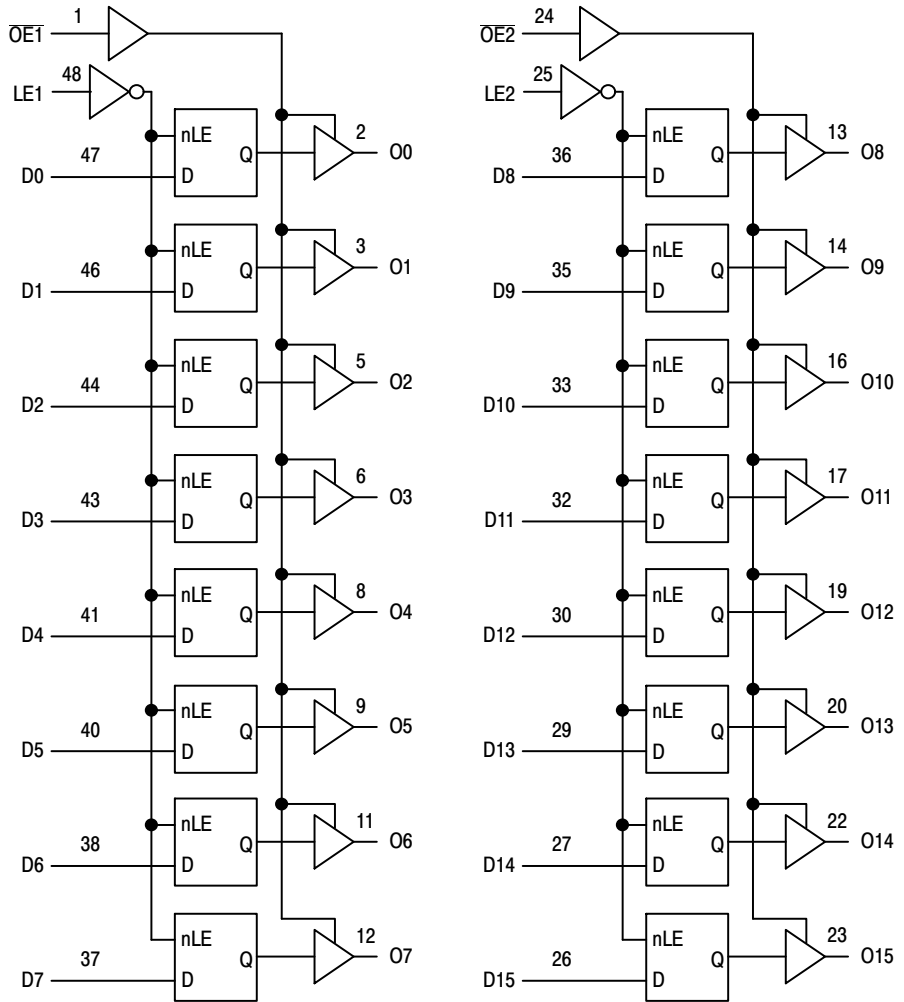 1
O̅E̅1̅
48
LE1
nLE
2
47
Q
O0
D0
D
nLE
3
46
Q
O1
D1
D
nLE
5
44
Q
O2
D2
D
nLE
6
43
Q
O3
D3
D
nLE
8
41
Q
O4
D4
D
nLE
9
40
Q
O5
D5
D
nLE
11
38
Q
O6
D6
D
nLE
12
37
Q
O7
D7
D
24
O̅E̅2̅
25
LE2
nLE
13
36
Q
O8
D8
D
nLE
14
35
Q
O9
D9
D
nLE
16
33
Q
O10
D10
D
nLE
17
32
Q
O11
D11
D
nLE
19
30
Q
O12
D12
D
nLE
20
29
Q
O13
D13
D
nLE
22
27
Q
O14
D14
D
nLE
23
26
Q
O15
D15
D